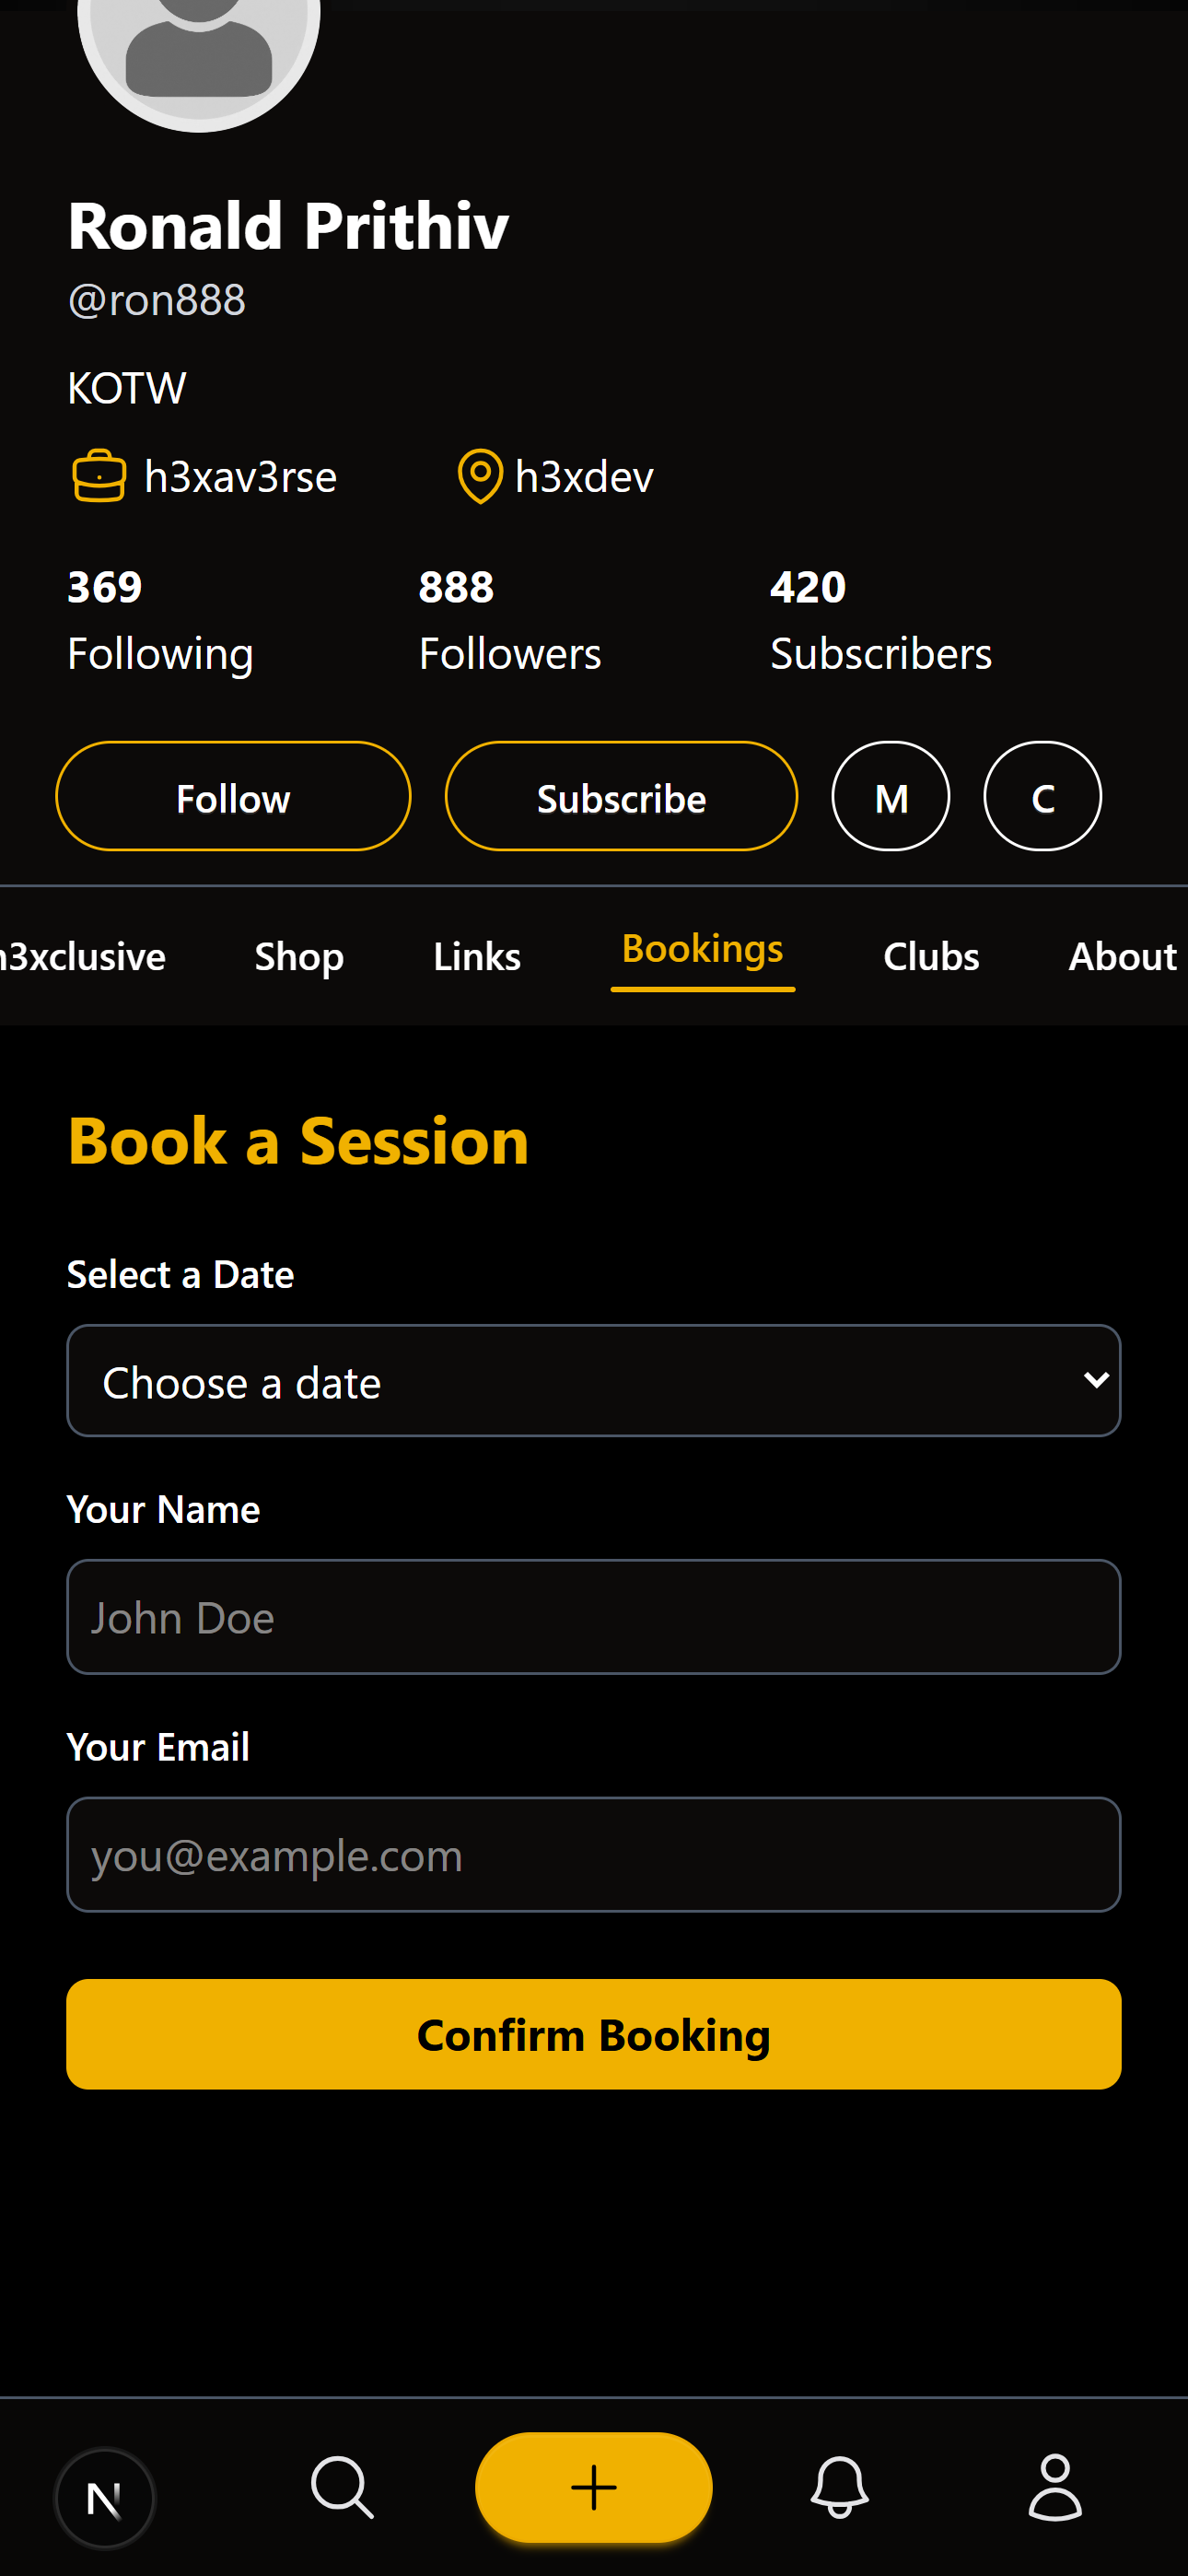 Ronald Prithiv
@ron888
KOTW
h3xav3rse h3xdev
369 888 420
Following Followers Subscribers
Follow Subscribe M C
h3xclusive Shop Links Bookings Clubs About
Book a Session
Select a Date
Choose a date
Your Name
John Doe
Your Email
you@example.com
Confirm Booking
N